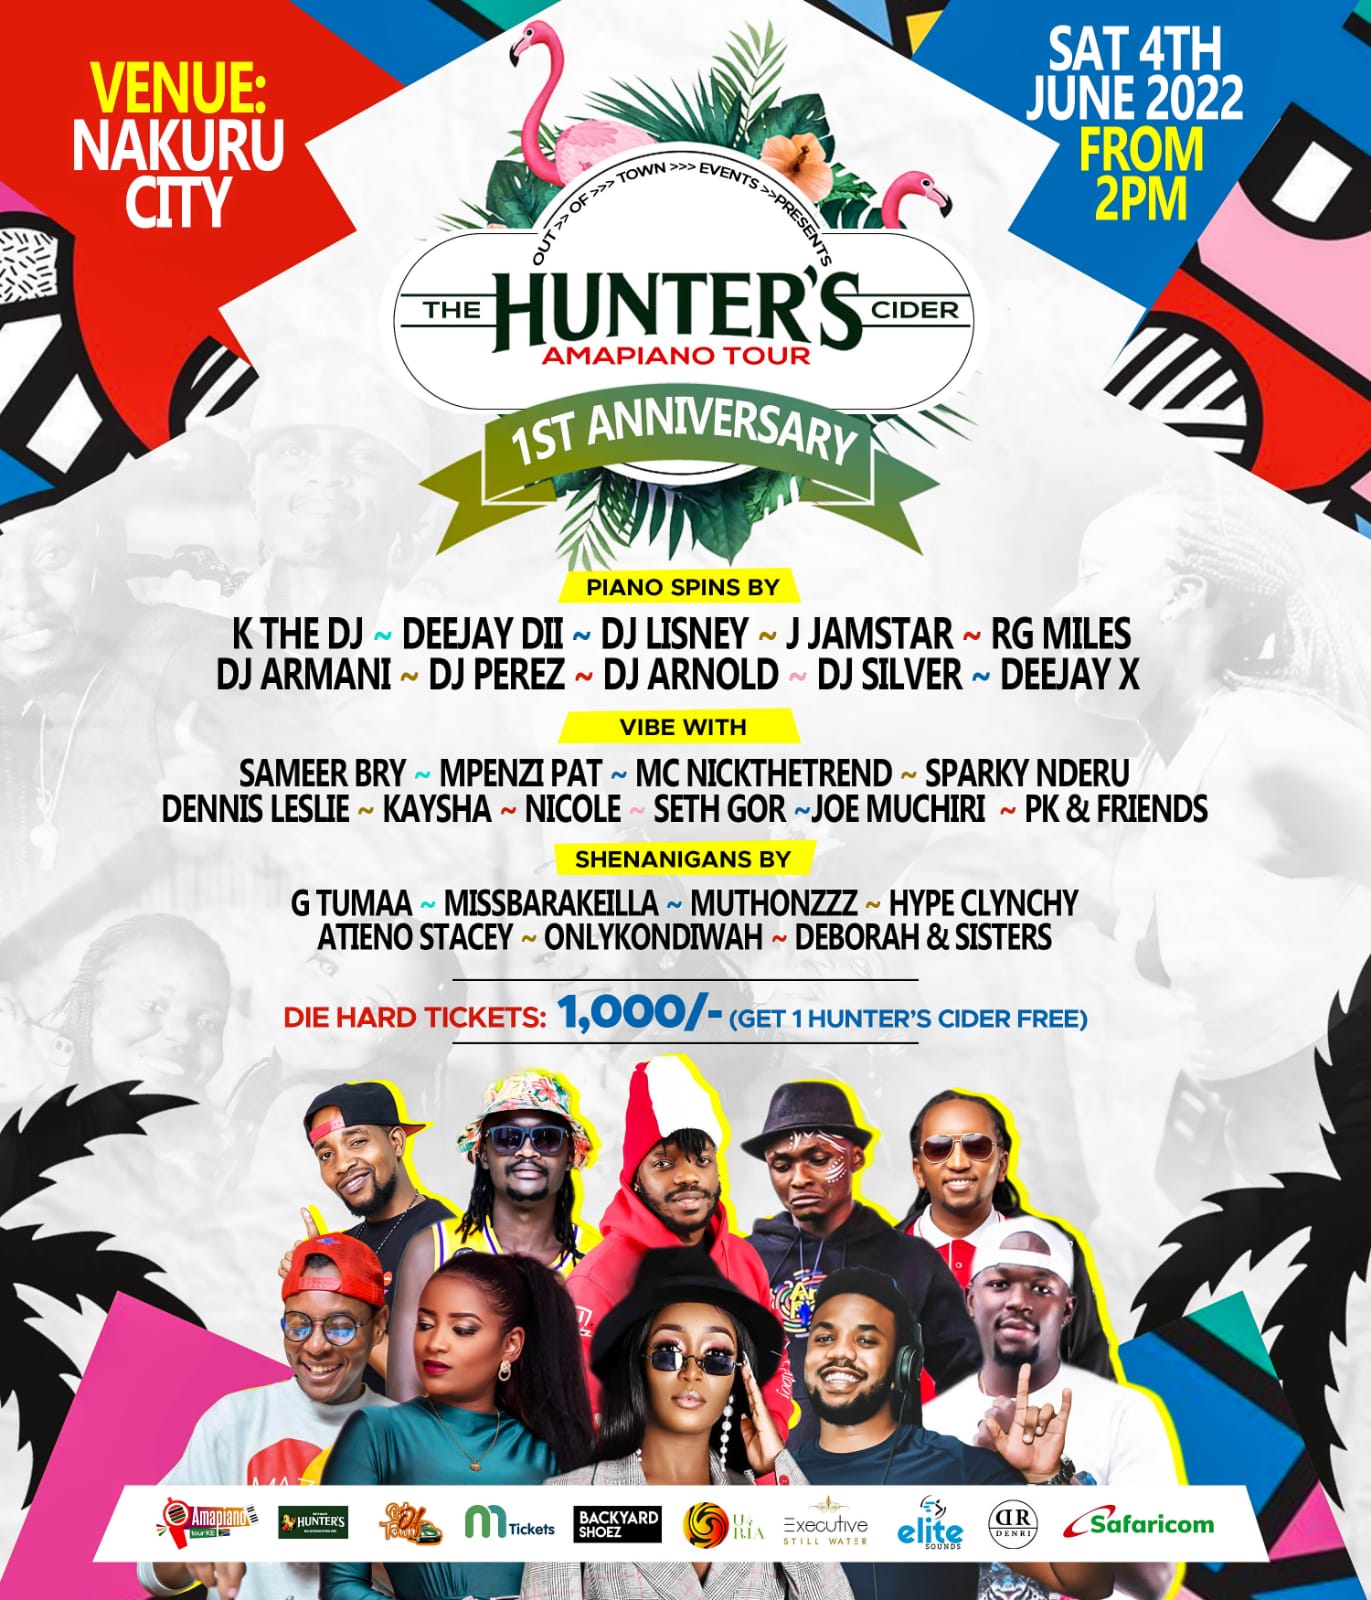 VENUE:
NAKURU
CITY
SAT 4TH
JUNE 2022
FROM
2PM
OUT >> OF >>> TOWN >>> EVENTS >> PRESENTS
THE HUNTER'S CIDER
AMAPIANO TOUR
1ST ANNIVERSARY
PIANO SPINS BY
K THE DJ ~ DEEJAY DII ~ DJ LISNEY ~ J JAMSTAR ~ RG MILES
DJ ARMANI ~ DJ PEREZ ~ DJ ARNOLD ~ DJ SILVER ~ DEEJAY X
VIBE WITH
SAMEER BRY ~ MPENZI PAT ~ MC NICKTHETREND ~ SPARKY NDERU
DENNIS LESLIE ~ KAYSHA ~ NICOLE ~ SETH GOR ~JOE MUCHIRI ~ PK & FRIENDS
SHENANIGANS BY
G TUMAA ~ MISSBARAKEILLA ~ MUTHONZZZ ~ HYPE CLYNCHY
ATIENO STACEY ~ ONLYKONDIWAH ~ DEBORAH & SISTERS
DIE HARD TICKETS: 1,000/- (GET 1 HUNTER'S CIDER FREE)
Amapiano
tour KE
HUNTER'S
Out
Of
Town
Tickets
BACKYARD
SHOEZ
EXECUTIVE
STILL WATER
elite
SOUNDS
DR
DENRI
Safaricom